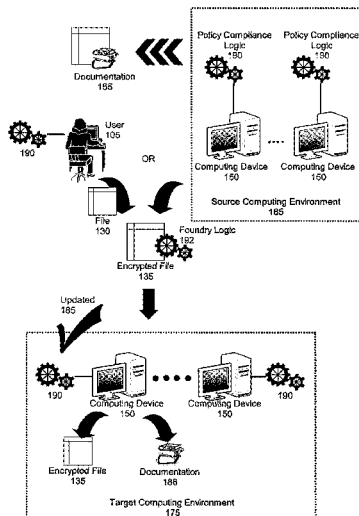 Policy Compliance
Logic
190
Policy Compliance
Logic
190
Documentation
186
User
105
190
OR
Computing Device
150
Computing Device
150
Source Computing Environment
165
File
130
Foundry Logic
192
Encrypted File
135
Updated
185
190
Computing Device
150
Computing Device
150
190
Encrypted File
135
Documentation
186
Target Computing Environment
175